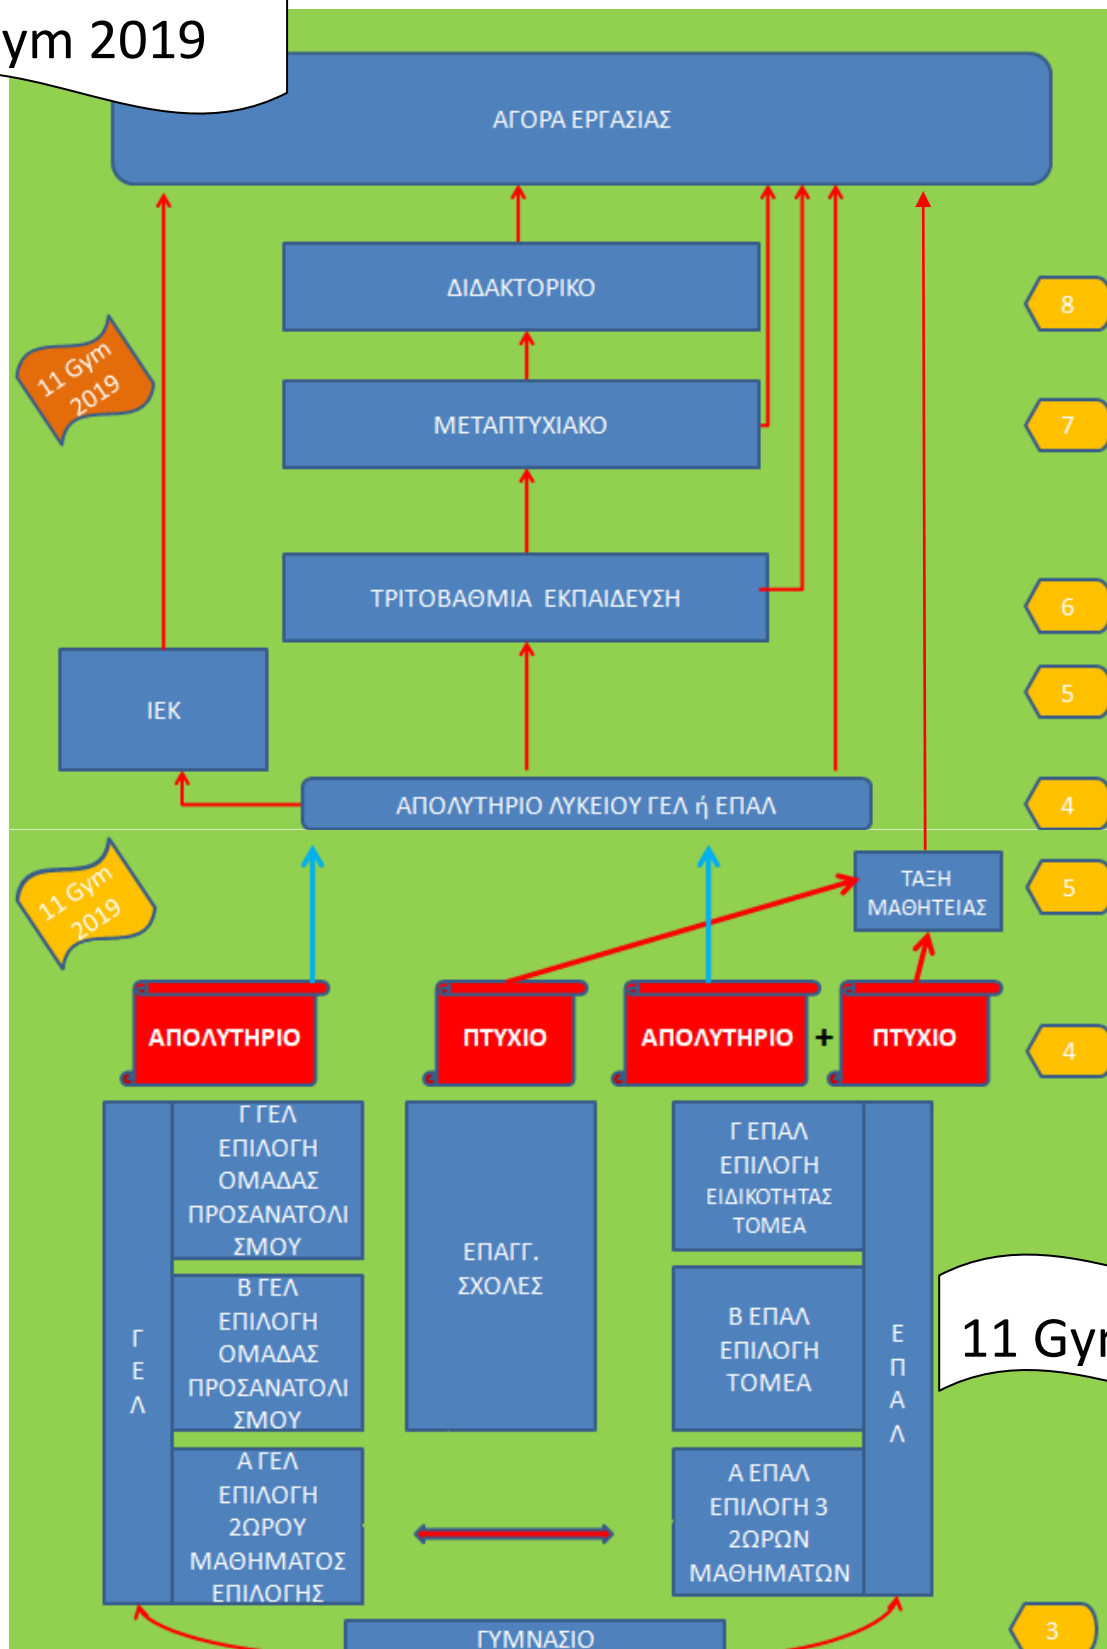 ym 2019
ΑΓΟΡΑ ΕΡΓΑΣΙΑΣ
ΔΙΔΑΚΤΟΡΙΚΟ
8
11 Gym
2019
ΜΕΤΑΠΤΥΧΙΑΚΟ
7
ΤΡΙΤΟΒΑΘΜΙΑ ΕΚΠΑΙΔΕΥΣΗ
6
5
ΙΕΚ
ΑΠΟΛΥΤΗΡΙΟ ΛΥΚΕΙΟΥ ΓΕΛ ή ΕΠΑΛ
4
11 Gym
2019
ΤΑΞΗ
ΜΑΘΗΤΕΙΑΣ
5
ΑΠΟΛΥΤΗΡΙΟ
ΠΤΥΧΙΟ
ΑΠΟΛΥΤΗΡΙΟ
+
ΠΤΥΧΙΟ
4
Γ ΓΕΛ
ΕΠΙΛΟΓΗ
ΟΜΑΔΑΣ
ΠΡΟΣΑΝΑΤΟΛΙ
ΣΜΟΥ
Β ΓΕΛ
ΕΠΙΛΟΓΗ
ΟΜΑΔΑΣ
ΠΡΟΣΑΝΑΤΟΛΙ
ΣΜΟΥ
Γ
Ε
Λ
Α ΓΕΛ
ΕΠΙΛΟΓΗ
2ΩΡΟΥ
ΜΑΘΗΜΑΤΟΣ
ΕΠΙΛΟΓΗΣ
ΕΠΑΓΓ.
ΣΧΟΛΕΣ
Γ ΕΠΑΛ
ΕΠΙΛΟΓΗ
ΕΙΔΙΚΟΤΗΤΑΣ
ΤΟΜΕΑ
Β ΕΠΑΛ
ΕΠΙΛΟΓΗ
ΤΟΜΕΑ
Ε
Π
Α
Λ
Α ΕΠΑΛ
ΕΠΙΛΟΓΗ 3
2ΩΡΩΝ
ΜΑΘΗΜΑΤΩΝ
11 Gy
ΓΥΜΝΑΣΙΟ
3